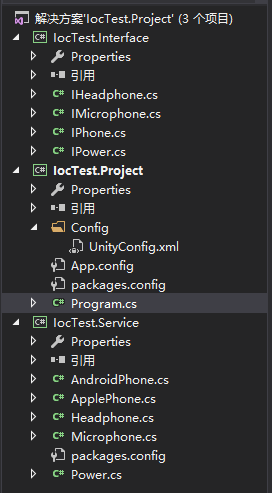 解决方案'IocTest.Project' (3 个项目)
IocTest.Interface
Properties
引用
IHeadphone.cs
IMicrophone.cs
IPhone.cs
IPower.cs
IocTest.Project
Properties
引用
Config
UnityConfig.xml
App.config
packages.config
Program.cs
IocTest.Service
Properties
引用
AndroidPhone.cs
ApplePhone.cs
Headphone.cs
Microphone.cs
packages.config
Power.cs